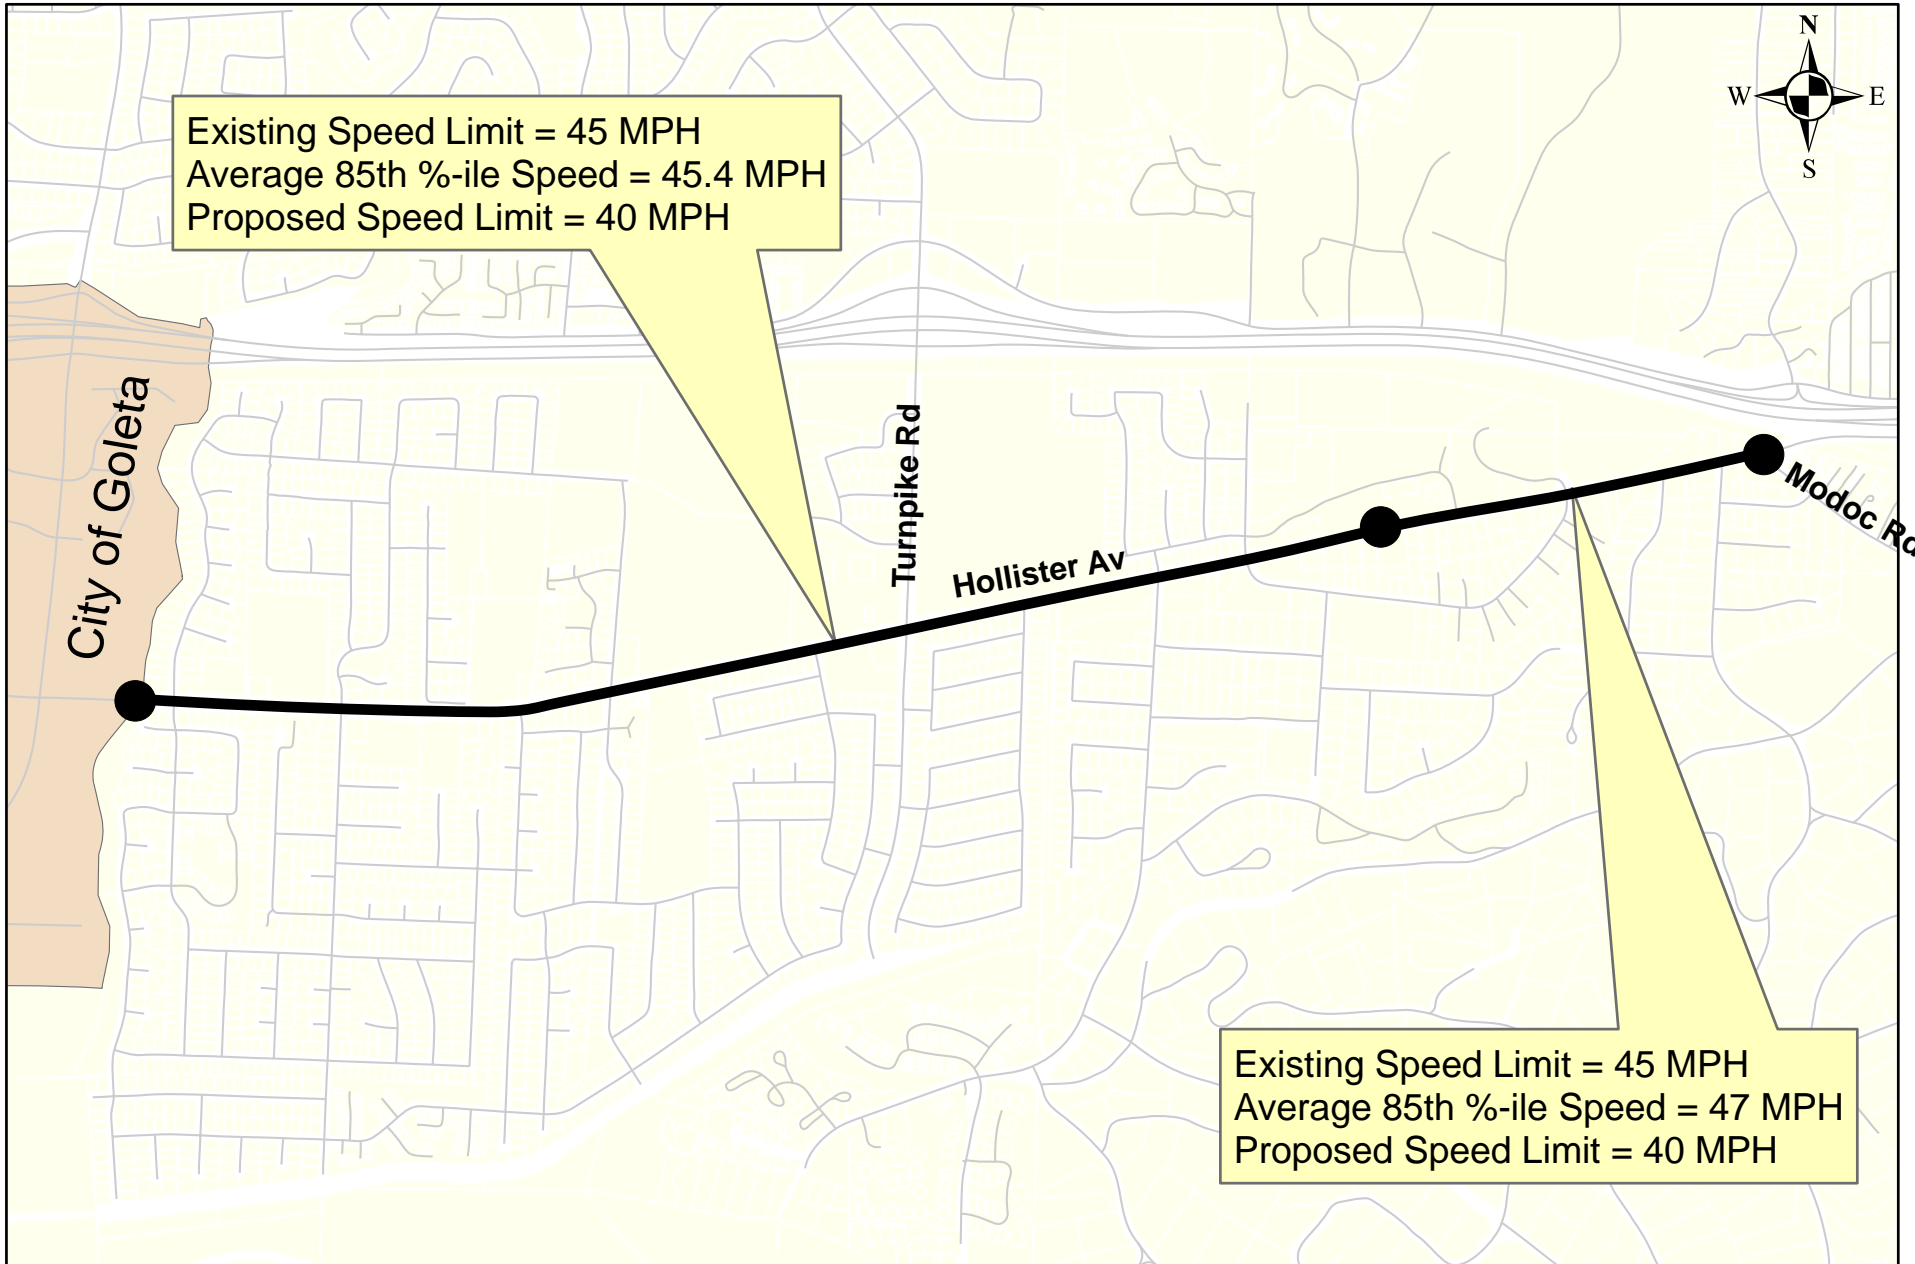 N
W E
S
Existing Speed Limit = 45 MPH
Average 85th %-ile Speed = 45.4 MPH
Proposed Speed Limit = 40 MPH
City of Goleta
Turnpike Rd
Hollister Av
Modoc Rd
Existing Speed Limit = 45 MPH
Average 85th %-ile Speed = 47 MPH
Proposed Speed Limit = 40 MPH